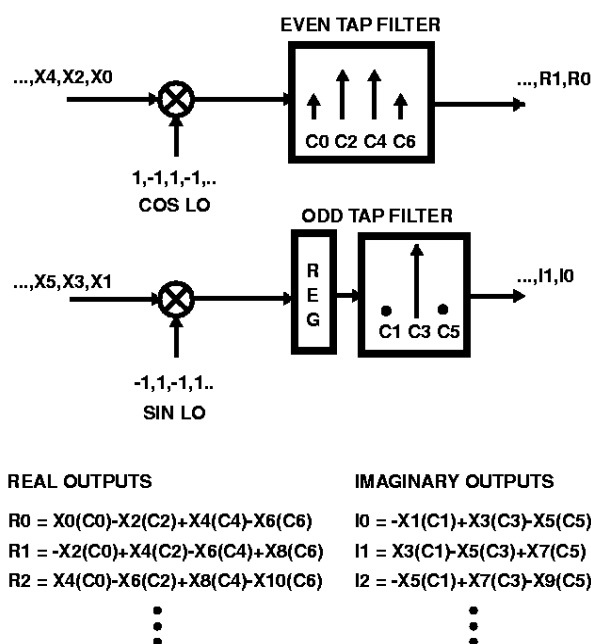 EVEN TAP FILTER
...,X4,X2,X0
...,R1,R0
C0 C2 C4 C6
1,-1,1,-1,..
COS LO
ODD TAP FILTER
...,X5,X3,X1
REG
...,I1,I0
C1 C3 C5
-1,1,-1,1..
SIN LO
REAL OUTPUTS
R0 = X0(C0)-X2(C2)+X4(C4)-X6(C6)
R1 = -X2(C0)+X4(C2)-X6(C4)+X8(C6)
R2 = X4(C0)-X6(C2)+X8(C4)-X10(C6)
IMAGINARY OUTPUTS
I0 = -X1(C1)+X3(C3)-X5(C5)
I1 = X3(C1)-X5(C3)+X7(C5)
I2 = -X5(C1)+X7(C3)-X9(C5)